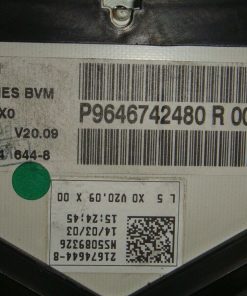 ES BVM
X0
V20.09
644-8
P9646742480 R 00
L 5 X0 V20.09 X 00
15:24:45
14/03/03
NS5089326
21674644-8